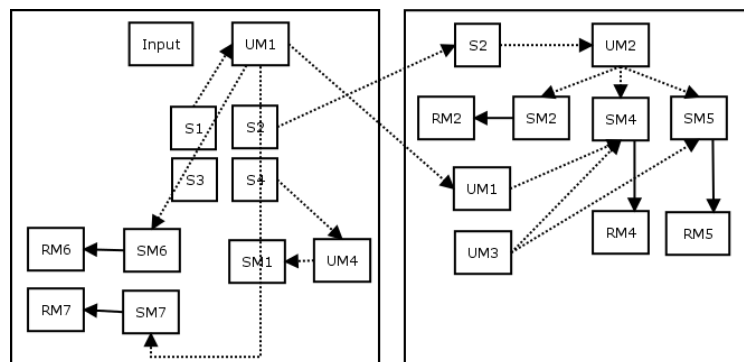 Input
UM1
S1
S2
S3
S4
RM6
SM6
SM1
UM4
RM7
SM7
S2
UM2
RM2
SM2
SM4
SM5
UM1
UM3
RM4
RM5